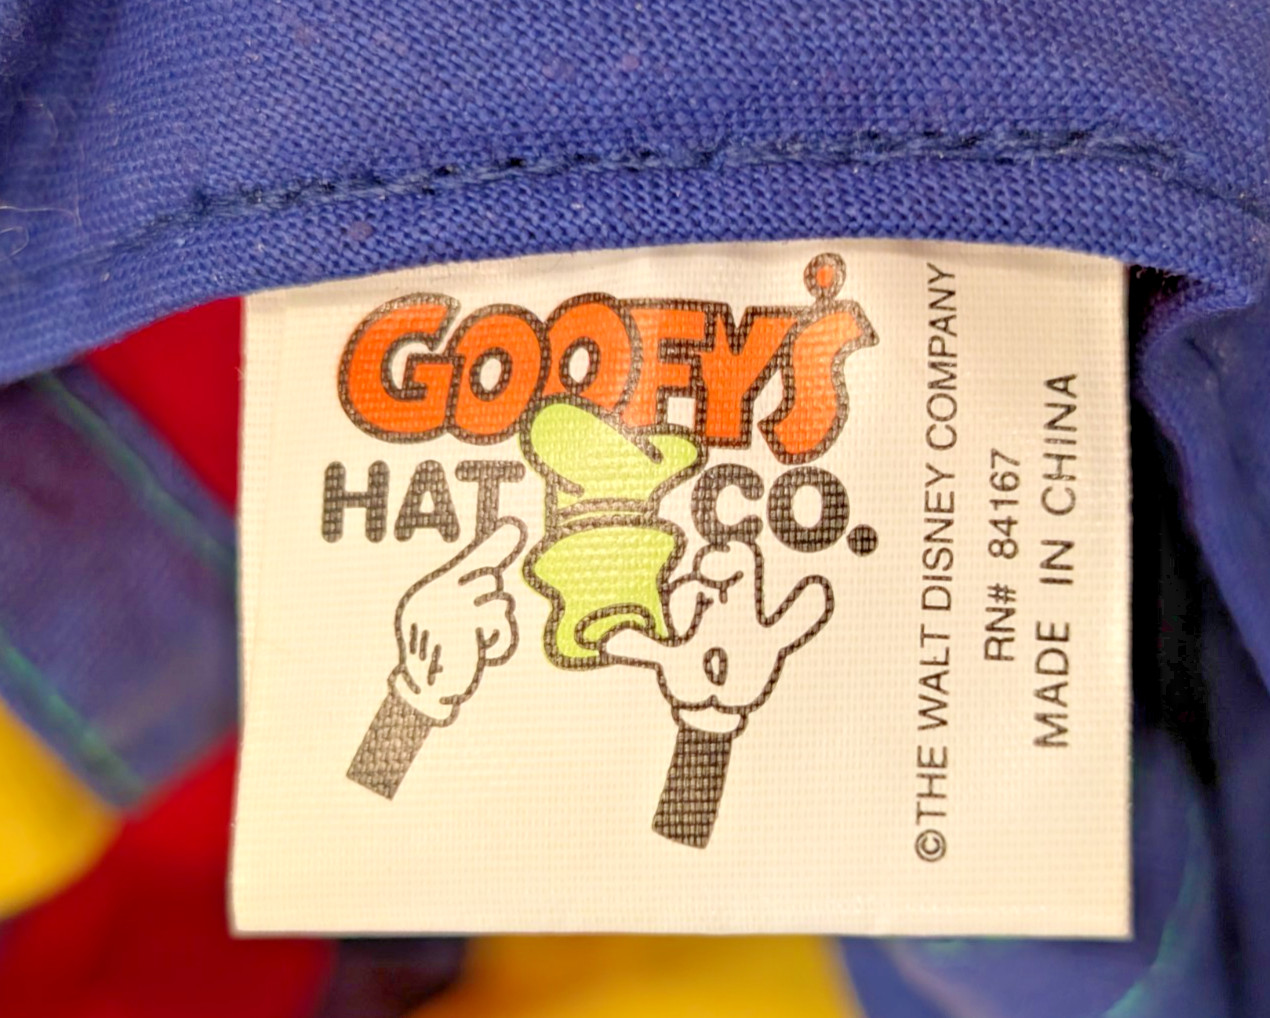 GOOFY'S
HAT CO.
©THE WALT DISNEY COMPANY
RN# 84167
MADE IN CHINA